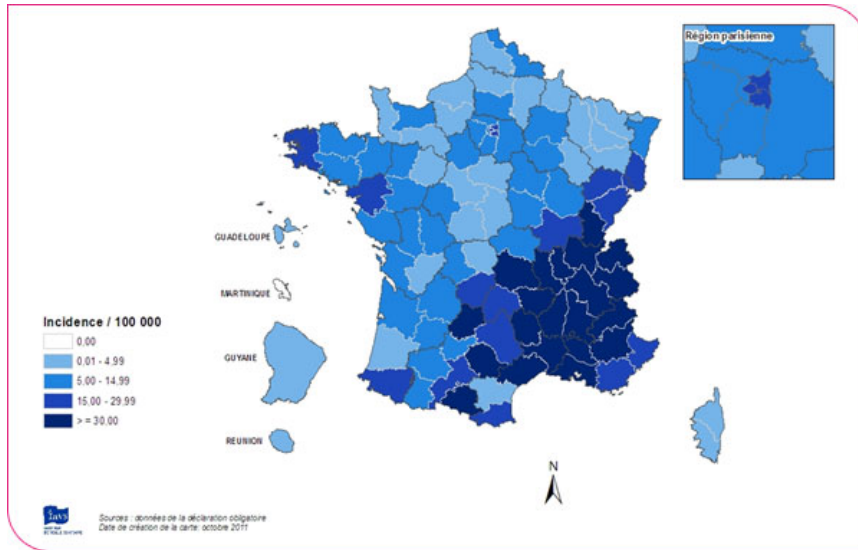 Région parisienne
GUADELOUPE
MARTINIQUE
Incidence / 100 000
0,00
0,01 - 4,99
5,00 - 14,99
15,00 - 29,99
> = 30,00
GUYANE
REUNION
N
Sources : données de la déclaration obligatoire
Date de création de la carte: octobre 2011